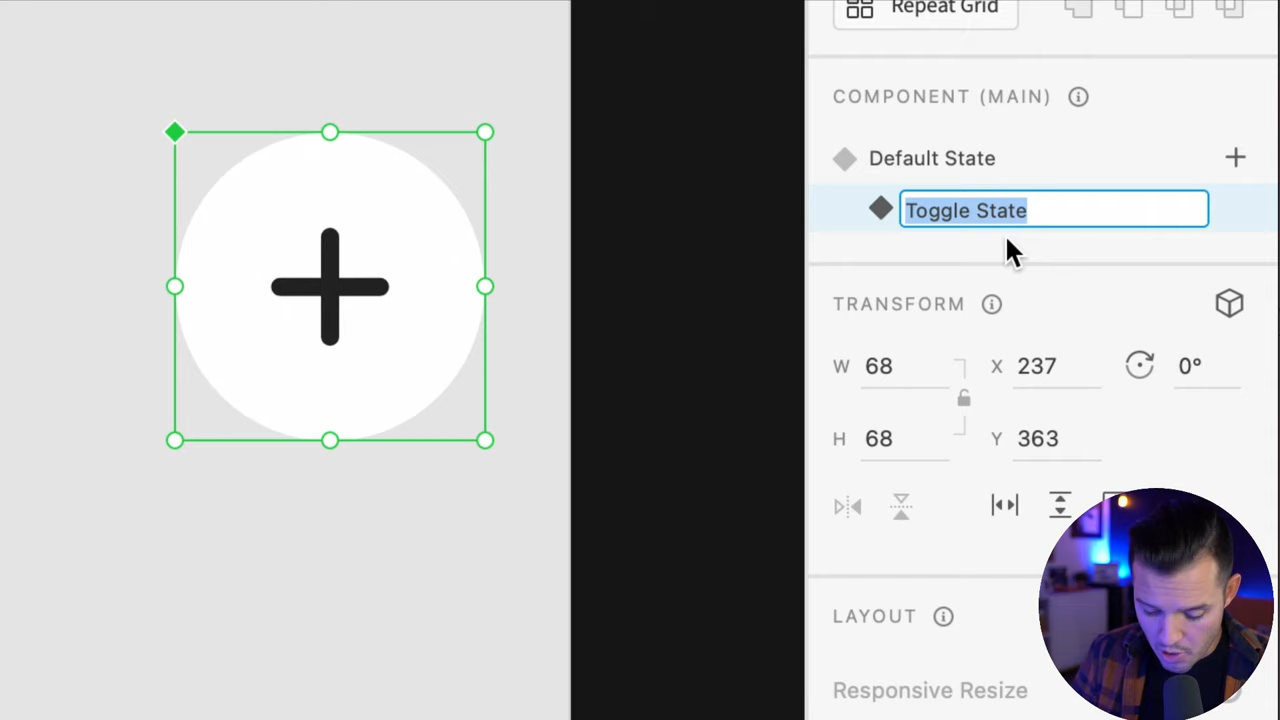 Repeat Grid
COMPONENT (MAIN)
Default State
Toggle State
TRANSFORM
W 68 X 237 0°
H 68 Y 363
LAYOUT
Responsive Resize